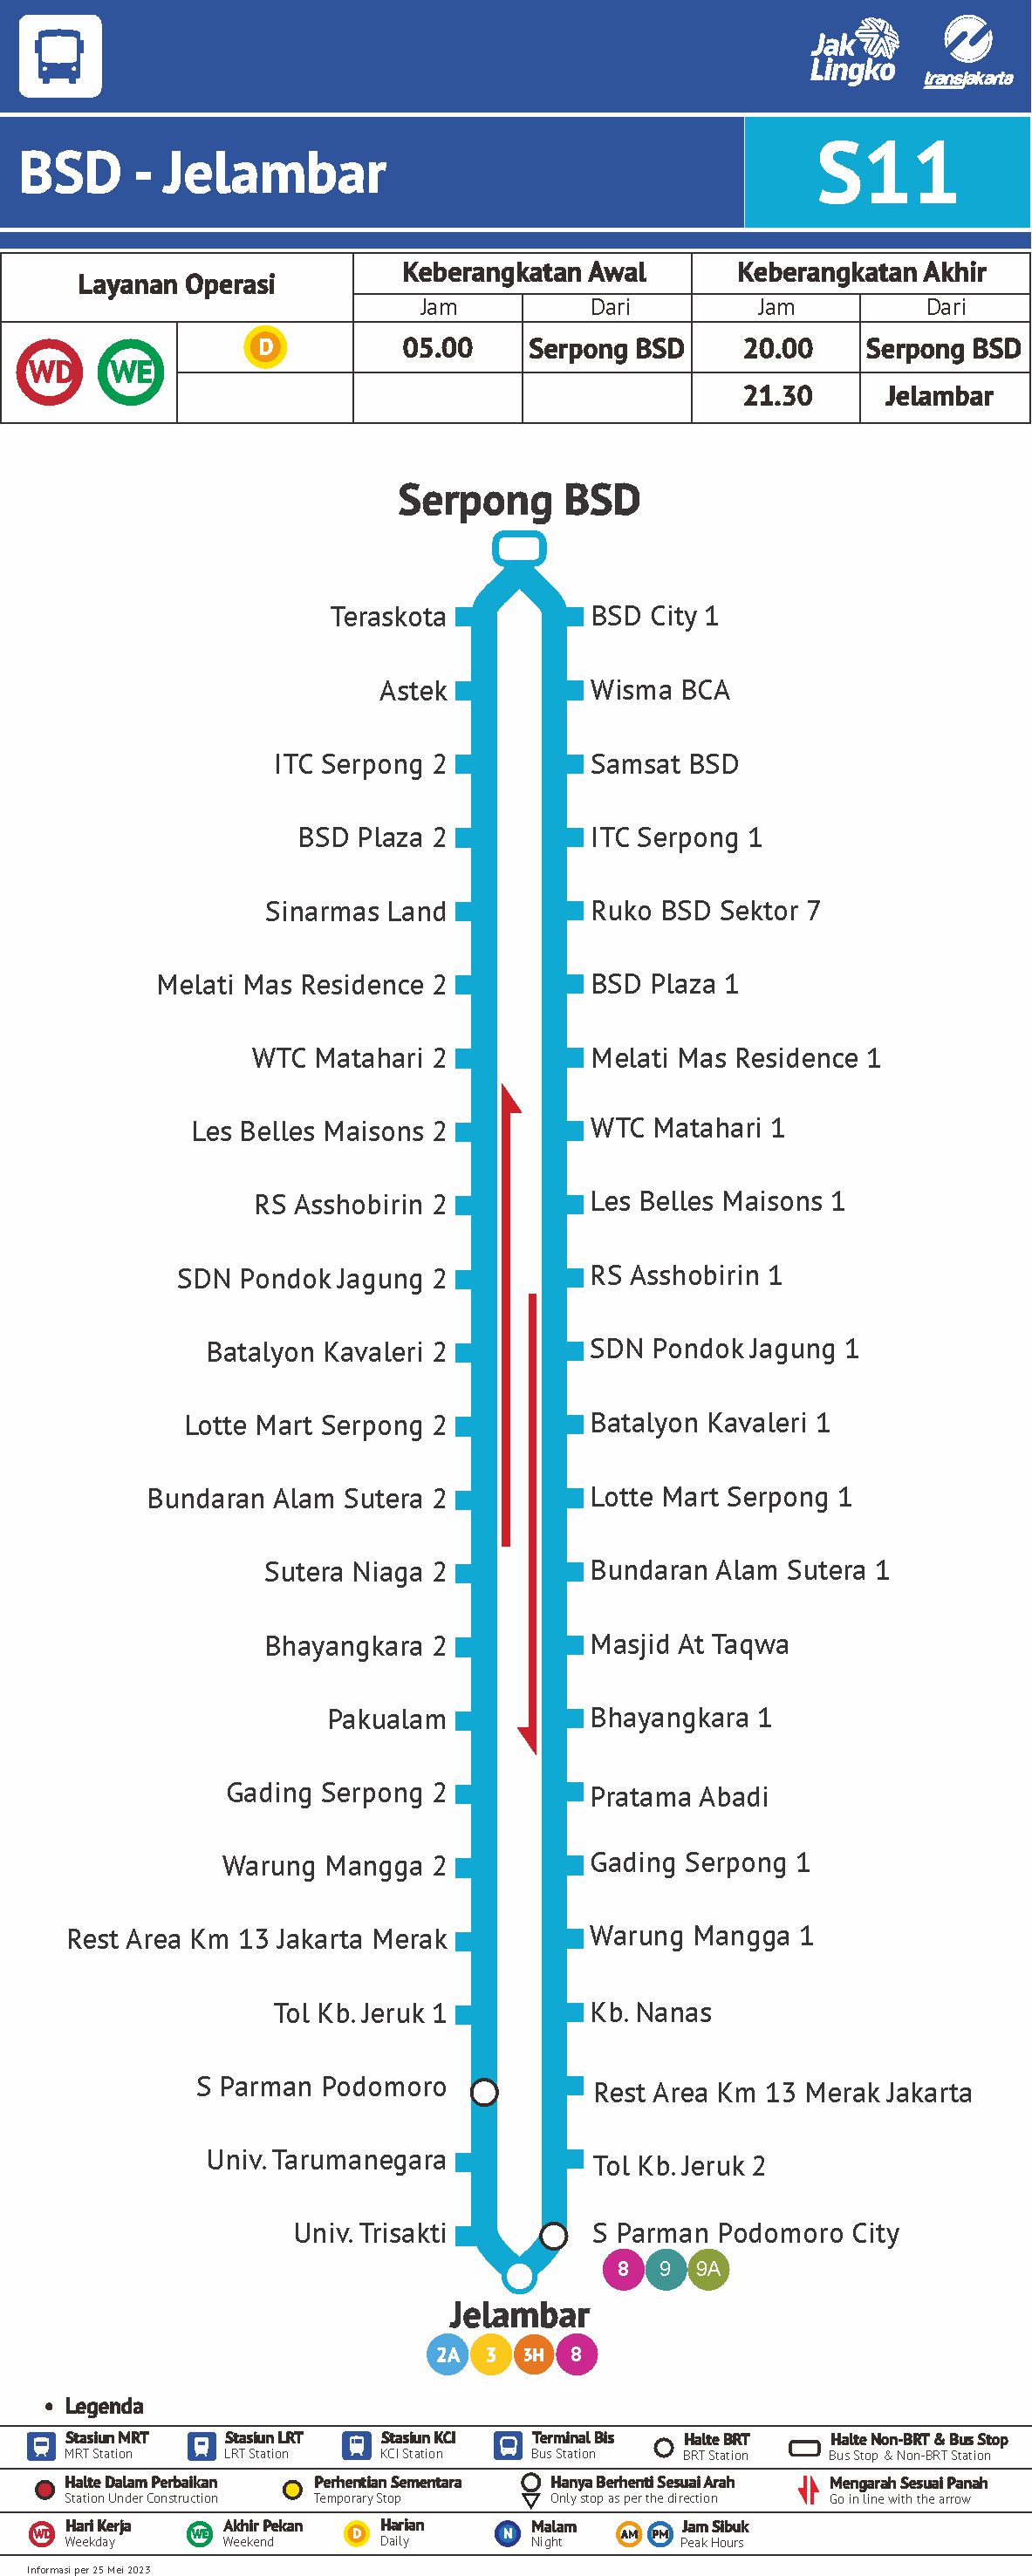 Jak
Lingko
transjakarta
BSD - Jelambar
S11
Layanan Operasi
Keberangkatan Awal
Keberangkatan Akhir
Jam
Dari
Jam
Dari
WD
WE
D
05.00
Serpong BSD
20.00
Serpong BSD
21.30
Jelambar
Serpong BSD
Teraskota
BSD City 1
Astek
Wisma BCA
ITC Serpong 2
Samsat BSD
BSD Plaza 2
ITC Serpong 1
Sinarmas Land
Ruko BSD Sektor 7
Melati Mas Residence 2
BSD Plaza 1
WTC Matahari 2
Melati Mas Residence 1
Les Belles Maisons 2
WTC Matahari 1
RS Asshobirin 2
Les Belles Maisons 1
SDN Pondok Jagung 2
RS Asshobirin 1
Batalyon Kavaleri 2
SDN Pondok Jagung 1
Lotte Mart Serpong 2
Batalyon Kavaleri 1
Bundaran Alam Sutera 2
Lotte Mart Serpong 1
Sutera Niaga 2
Bundaran Alam Sutera 1
Bhayangkara 2
Masjid At Taqwa
Pakualam
Bhayangkara 1
Gading Serpong 2
Pratama Abadi
Warung Mangga 2
Gading Serpong 1
Rest Area Km 13 Jakarta Merak
Warung Mangga 1
Tol Kb. Jeruk 1
Kb. Nanas
S Parman Podomoro
Rest Area Km 13 Merak Jakarta
Univ. Tarumanegara
Tol Kb. Jeruk 2
Univ. Trisakti
S Parman Podomoro City
8 9 9A
Jelambar
2A 3 3H 8
• Legenda
Stasiun MRT
MRT Station
Stasiun LRT
LRT Station
Stasiun KCI
KCI Station
Terminal Bis
Bus Station
Halte BRT
BRT Station
Halte Non-BRT & Bus Stop
Bus Stop & Non-BRT Station
Halte Dalam Perbaikan
Station Under Construction
Perhentian Sementara
Temporary Stop
Hanya Berhenti Sesuai Arah
Only stop as per the direction
Mengarah Sesuai Panah
Go in line with the arrow
WD
Hari Kerja
Weekday
WE
Akhir Pekan
Weekend
D
Harian
Daily
N
Malam
Night
AM PM
Jam Sibuk
Peak Hours
Informasi per 25 Mei 2023